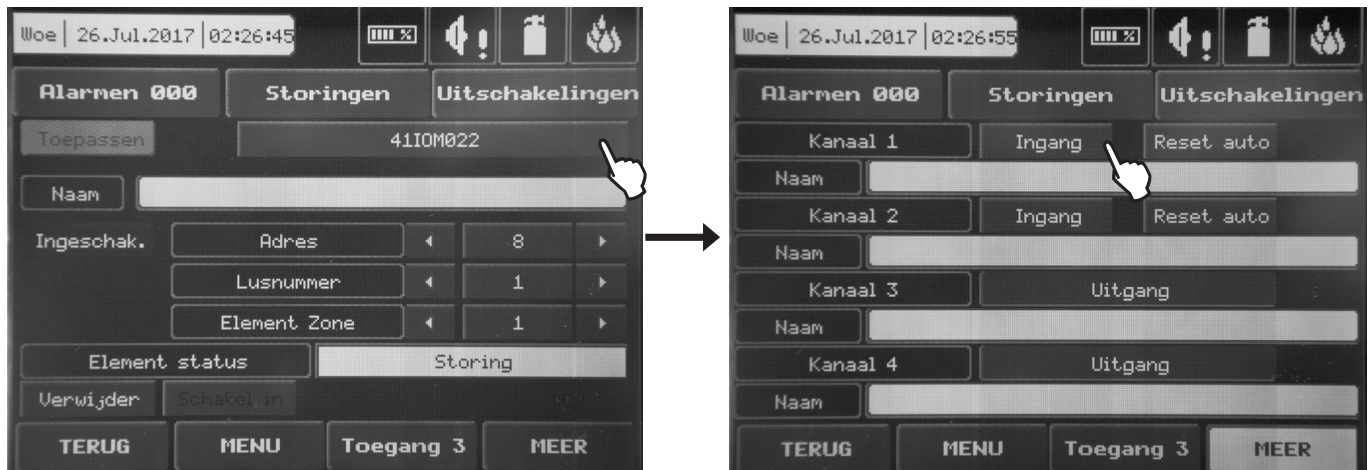 Woe 26.Jul.2017 02:26:45
Alarmen 000 Storingen Uitschakelingen
Toepassen 41IOM022
Naam
Ingeschak. Adres 8
Lusnummer 1
Element Zone 1
Element status Storing
Verwijder Schakel in
TERUG MENU Toegang 3 MEER
Woe 26.Jul.2017 02:26:55
Alarmen 000 Storingen Uitschakelingen
Kanaal 1 Ingang Reset auto
Naam
Kanaal 2 Ingang Reset auto
Naam
Kanaal 3 Uitgang
Naam
Kanaal 4 Uitgang
Naam
TERUG MENU Toegang 3 MEER